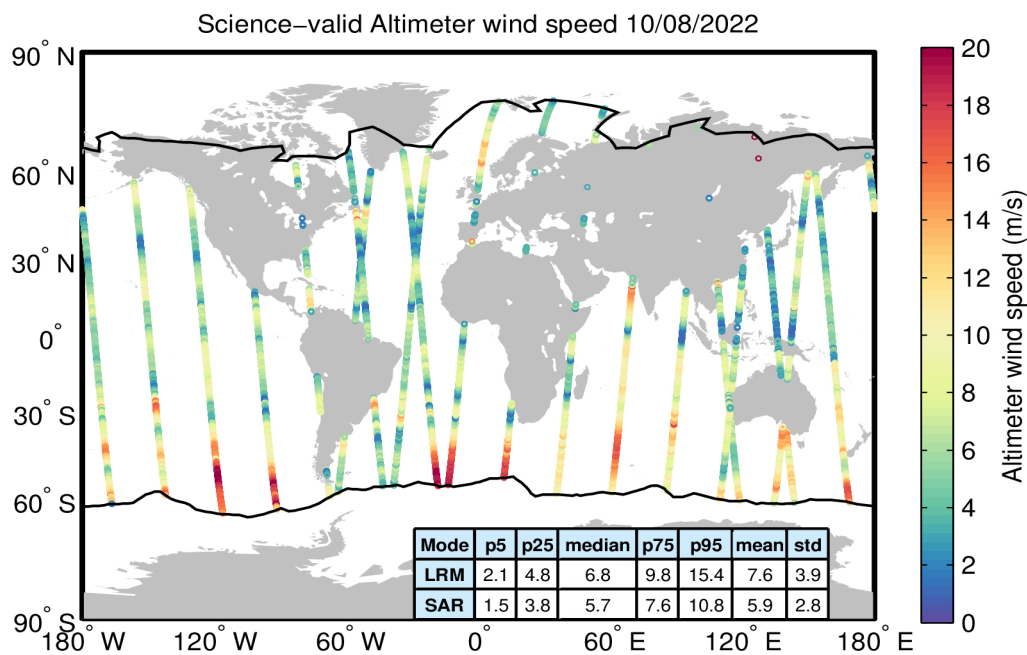 Science−valid Altimeter wind speed 10/08/2022
90° N
60° N
30° N
0°
30° S
60° S
90° S
180° W
120° W
60° W
0°
60° E
120° E
180° E
Mode p5 p25 median p75 p95 mean std
LRM 2.1 4.8 6.8 9.8 15.4 7.6 3.9
SAR 1.5 3.8 5.7 7.6 10.8 5.9 2.8
20
18
16
14
12
10
8
6
4
2
0
Altimeter wind speed (m/s)